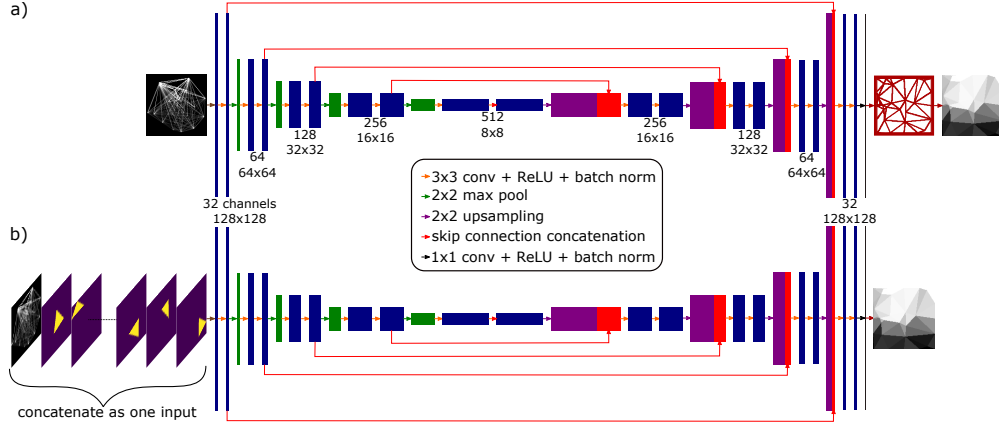 a)
64
64x64
128
32x32
256
16x16
512
8x8
256
16x16
128
32x32
64
64x64
3x3 conv + ReLU + batch norm
2x2 max pool
2x2 upsampling
skip connection concatenation
1x1 conv + ReLU + batch norm
32 channels
128x128
32
128x128
b)
concatenate as one input